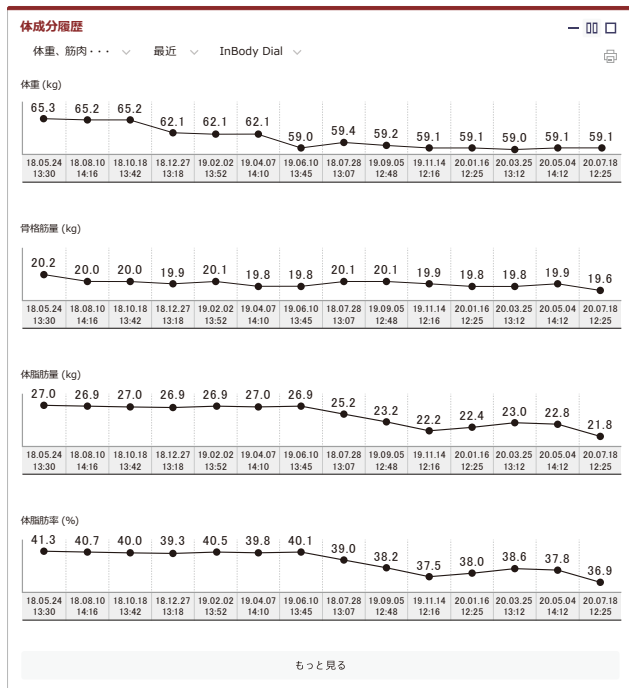 体成分履歴
体重、筋肉・・・ 最近 InBody Dial
体重 (kg)
65.3 65.2 65.2 62.1 62.1 62.1 59.0 59.4 59.2 59.1 59.1 59.0 59.1 59.1
18.05.24 18.08.10 18.10.18 18.12.27 19.02.02 19.04.07 19.06.10 18.07.28 19.09.05 19.11.14 20.01.16 20.03.25 20.05.04 20.07.18
13:30 14:16 13:42 13:18 13:52 14:10 13:45 13:07 12:48 12:16 12:25 13:12 14:12 12:25
骨格筋量 (kg)
20.2 20.0 20.0 19.9 20.1 19.8 19.8 20.1 20.1 19.9 19.8 19.8 19.9 19.6
18.05.24 18.08.10 18.10.18 18.12.27 19.02.02 19.04.07 19.06.10 18.07.28 19.09.05 19.11.14 20.01.16 20.03.25 20.05.04 20.07.18
13:30 14:16 13:42 13:18 13:52 14:10 13:45 13:07 12:48 12:16 12:25 13:12 14:12 12:25
体脂肪量 (kg)
27.0 26.9 27.0 26.9 26.9 27.0 26.9 25.2 23.2 22.2 22.4 23.0 22.8 21.8
18.05.24 18.08.10 18.10.18 18.12.27 19.02.02 19.04.07 19.06.10 18.07.28 19.09.05 19.11.14 20.01.16 20.03.25 20.05.04 20.07.18
13:30 14:16 13:42 13:18 13:52 14:10 13:45 13:07 12:48 12:16 12:25 13:12 14:12 12:25
体脂肪率 (%)
41.3 40.7 40.0 39.3 40.5 39.8 40.1 39.0 38.2 37.5 38.0 38.6 37.8 36.9
18.05.24 18.08.10 18.10.18 18.12.27 19.02.02 19.04.07 19.06.10 18.07.28 19.09.05 19.11.14 20.01.16 20.03.25 20.05.04 20.07.18
13:30 14:16 13:42 13:18 13:52 14:10 13:45 13:07 12:48 12:16 12:25 13:12 14:12 12:25
もっと見る